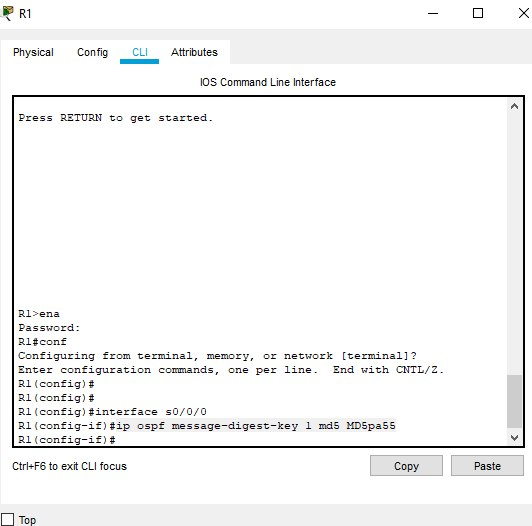 R1
Physical Config CLI Attributes
IOS Command Line Interface
Press RETURN to get started.
R1>ena
Password:
R1#conf
Configuring from terminal, memory, or network [terminal]?
Enter configuration commands, one per line.  End with CNTL/Z.
R1(config)#
R1(config)#
R1(config)#interface s0/0/0
R1(config-if)#ip ospf message-digest-key 1 md5 MD5pa55
R1(config-if)#
Ctrl+F6 to exit CLI focus
Copy Paste
Top